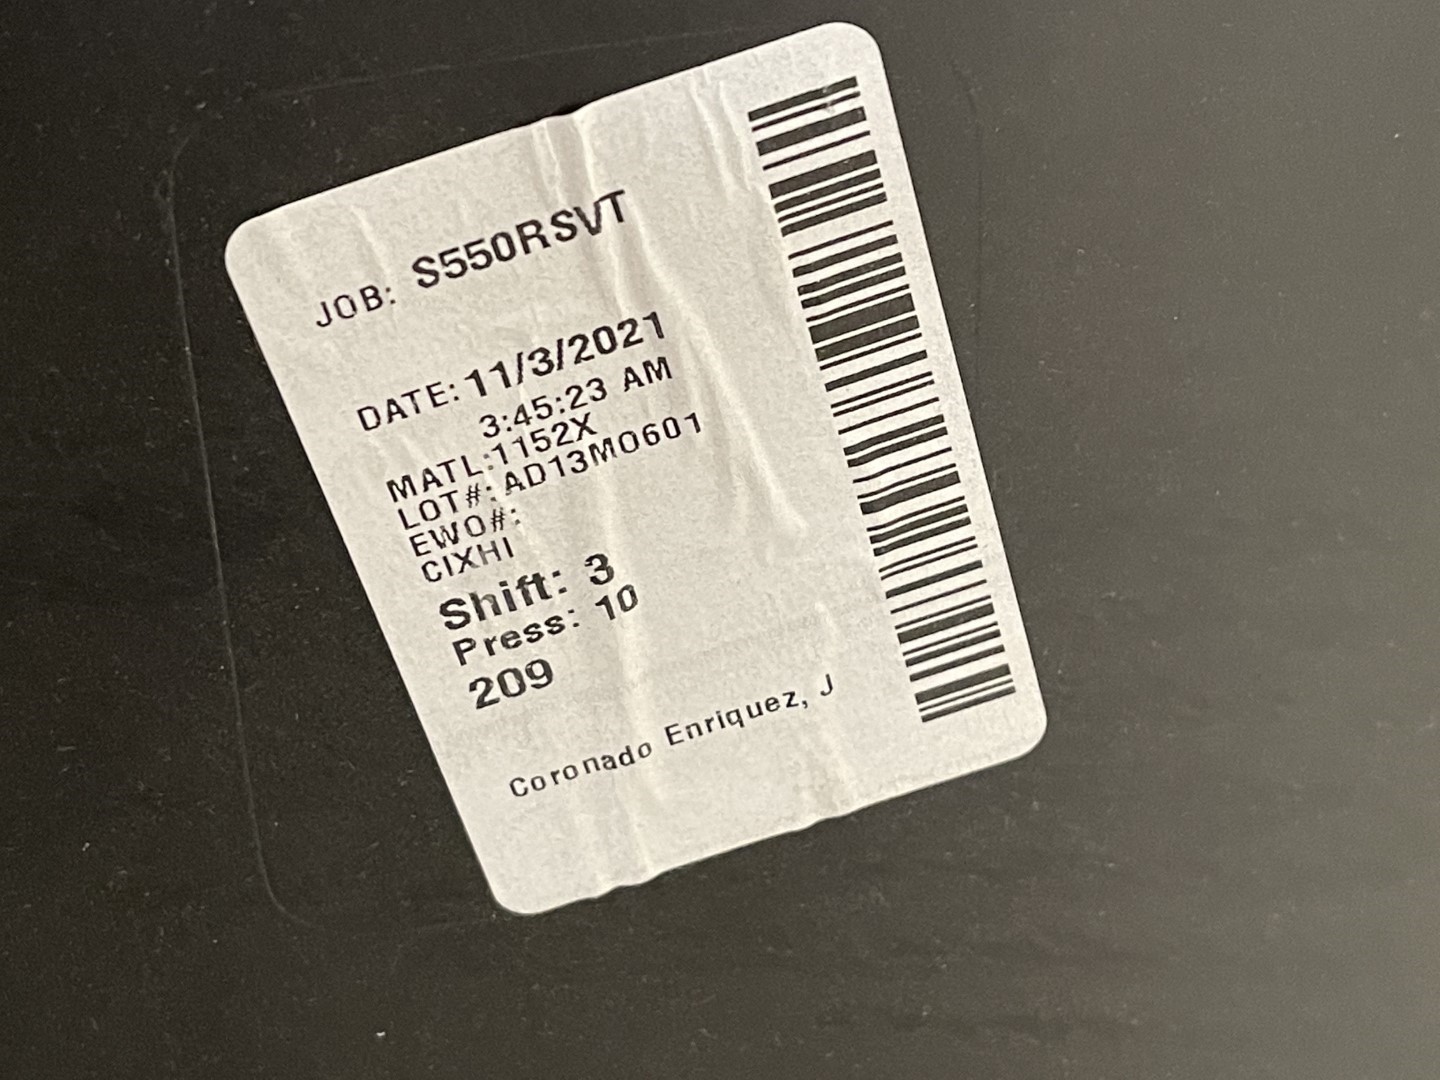 JOB: S550RSVT
DATE: 11/3/2021
3:45:23 AM
MATL:1152X
LOT#: AD13MO601
EWO#:
CIXHI
Shift: 3
Press: 10
209
Coronado Enriquez, J